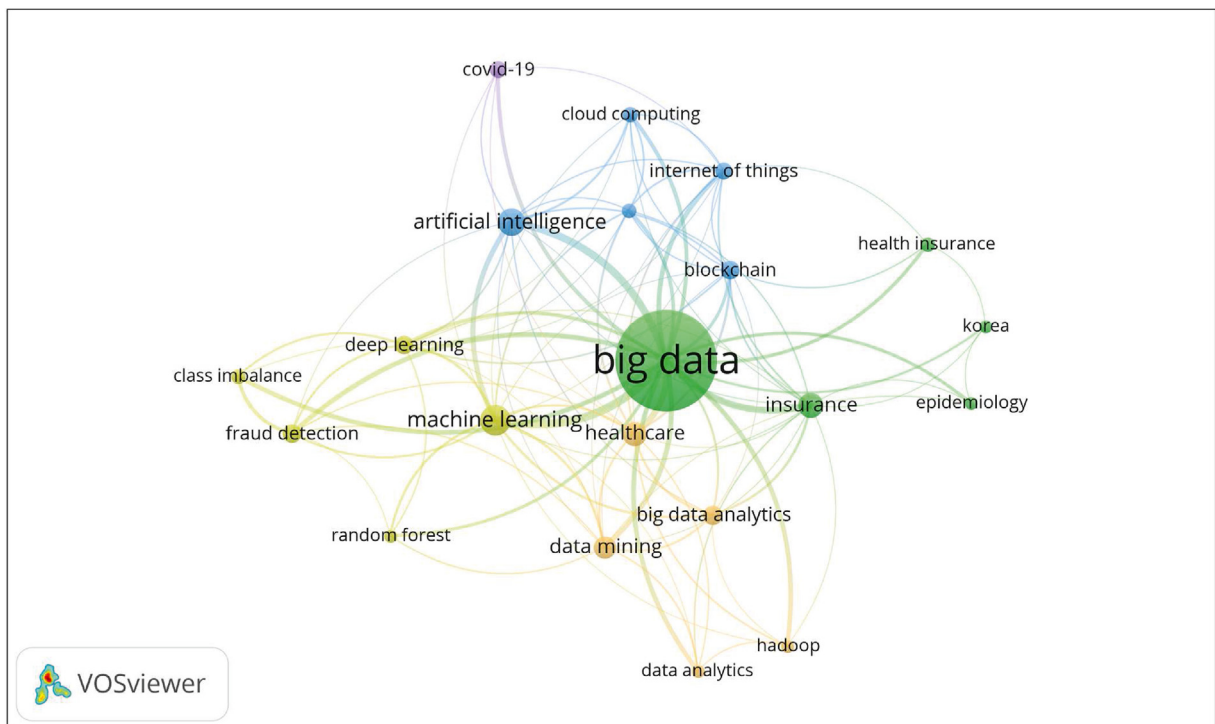 covid-19
cloud computing
internet of things
artificial intelligence
health insurance
blockchain
korea
deep learning
big data
class imbalance
insurance
epidemiology
machine learning
fraud detection
healthcare
big data analytics
random forest
data mining
hadoop
data analytics
VOSviewer